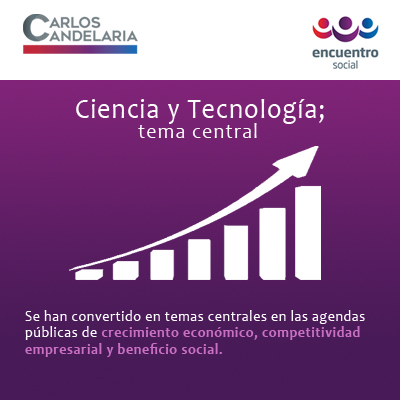 CARLOS
CANDELARIA
encuentro
social
Ciencia y Tecnología;
tema central
Se han convertido en temas centrales en las agendas
públicas de crecimiento económico, competitividad
empresarial y beneficio social.